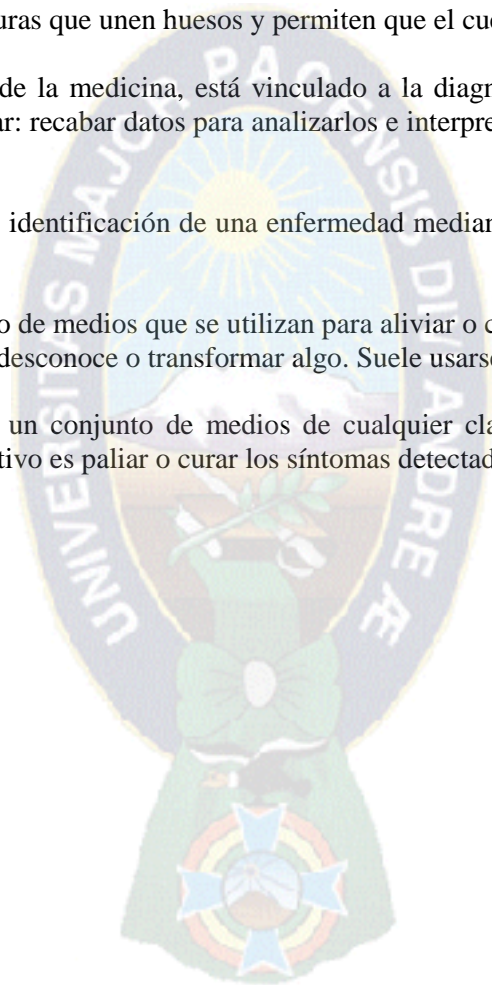 uras que unen huesos y permiten que el cue
de la medicina, está vinculado a la diagn
ar: recabar datos para analizarlos e interpre
identificación de una enfermedad median
o de medios que se utilizan para aliviar o c
desconoce o transformar algo. Suele usarse
un conjunto de medios de cualquier cla
tivo es paliar o curar los síntomas detectad
UNIVERSITAS MAJOR PACENSIS DIVI ANDRE Æ